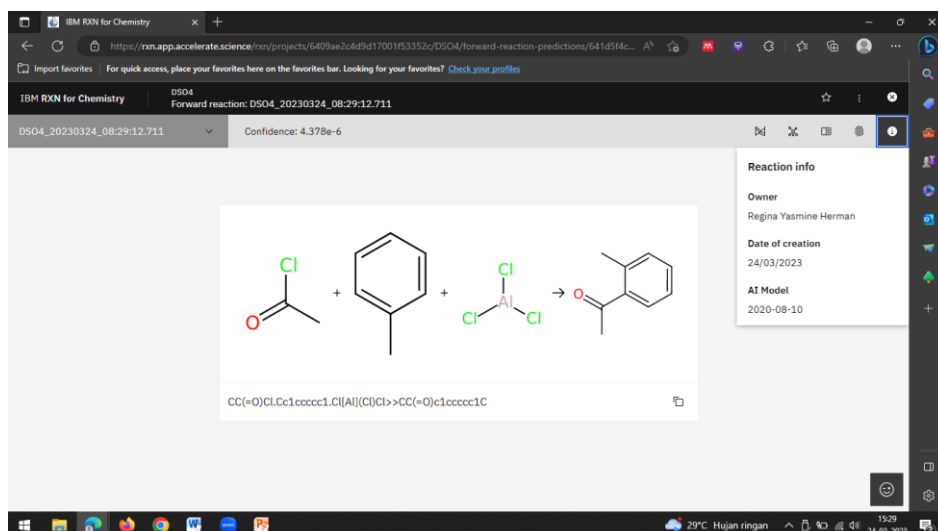 IBM RXN for Chemistry
https://rxn.app.accelerate.science/rxn/projects/6409ae2c4d9d17001f53352c/DSO4/forward-reaction-predictions/641d5f4c...
Import favorites
For quick access, place your favorites here on the favorites bar. Looking for your favorites? Check your profiles
IBM RXN for Chemistry
DSO4
Forward reaction: DSO4_20230324_08:29:12.711
DSO4_20230324_08:29:12.711
Confidence: 4.378e-6
Reaction info
Owner
Regina Yasmine Herman
Date of creation
24/03/2023
AI Model
2020-08-10
Cl
O
+
+
Cl
Al
Cl
Cl
→
O
CC(=O)Cl.Cc1ccccc1.Cl[Al](Cl)Cl>>CC(=O)c1ccccc1C
29°C Hujan ringan
15:29